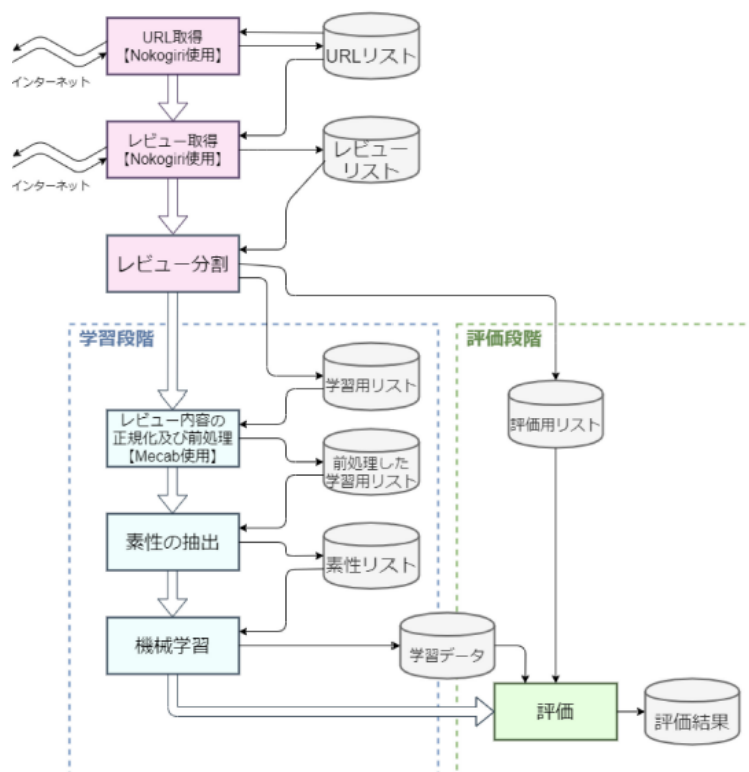 URL取得
【Nokogiri使用】
URLリスト
インターネット
レビュー取得
【Nokogiri使用】
レビュー
リスト
インターネット
レビュー分割
学習段階
評価段階
学習用リスト
レビュー内容の
正規化及び前処理
【Mecab使用】
評価用リスト
前処理した
学習用リスト
素性の抽出
素性リスト
機械学習
学習データ
評価
評価結果